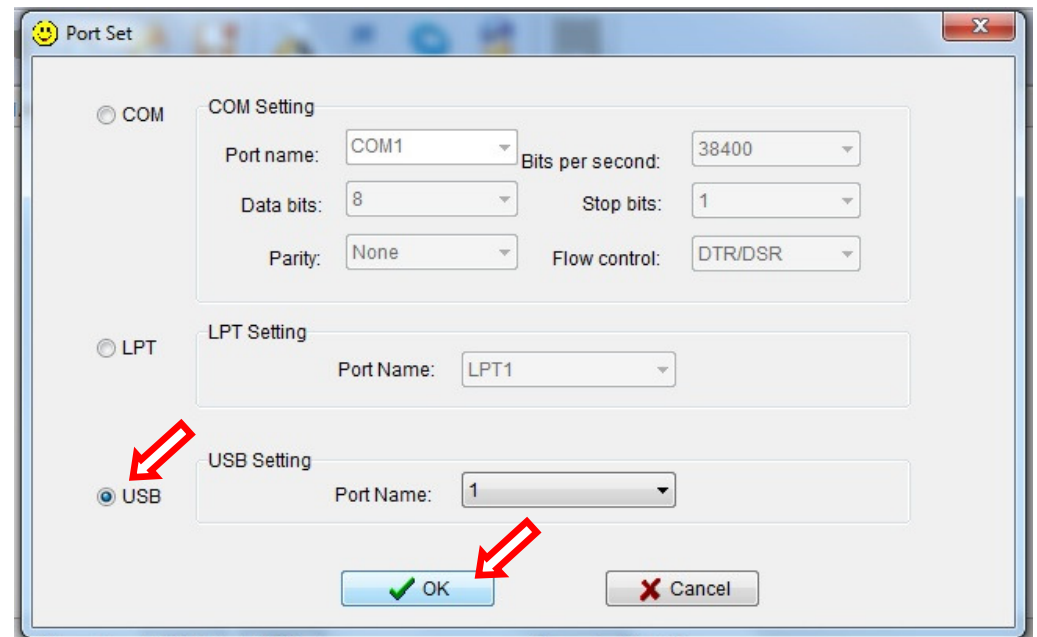 Port Set
COM
COM Setting
Port name: COM1 Bits per second: 38400
Data bits: 8 Stop bits: 1
Parity: None Flow control: DTR/DSR
LPT
LPT Setting
Port Name: LPT1
USB
USB Setting
Port Name: 1
OK Cancel